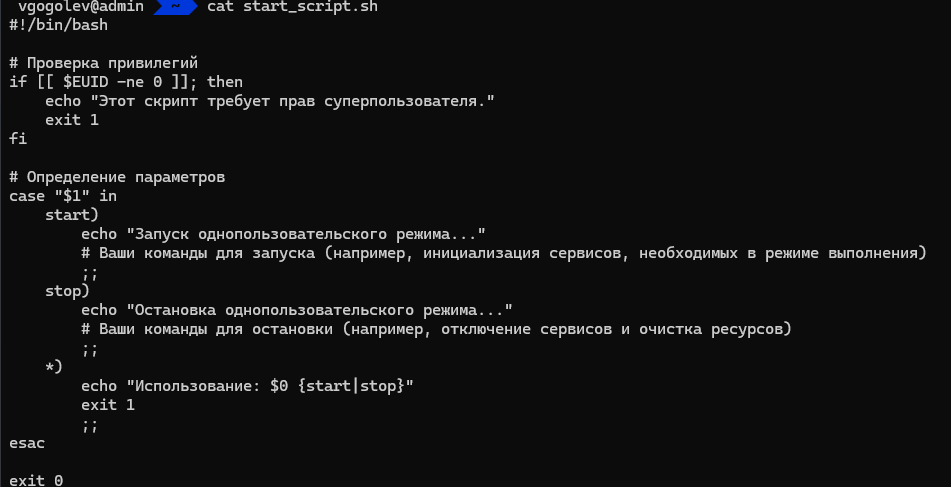 vgogolev@admin ~ cat start_script.sh
#!/bin/bash

# Проверка привилегий
if [[ $EUID -ne 0 ]]; then
    echo "Этот скрипт требует прав суперпользователя."
    exit 1
fi

# Определение параметров
case "$1" in
    start)
        echo "Запуск однопользовательского режима..."
        # Ваши команды для запуска (например, инициализация сервисов, необходимых в режиме выполнения)
        ;;
    stop)
        echo "Остановка однопользовательского режима..."
        # Ваши команды для остановки (например, отключение сервисов и очистка ресурсов)
        ;;
    *)
        echo "Использование: $0 {start|stop}"
        exit 1
        ;;
esac

exit 0